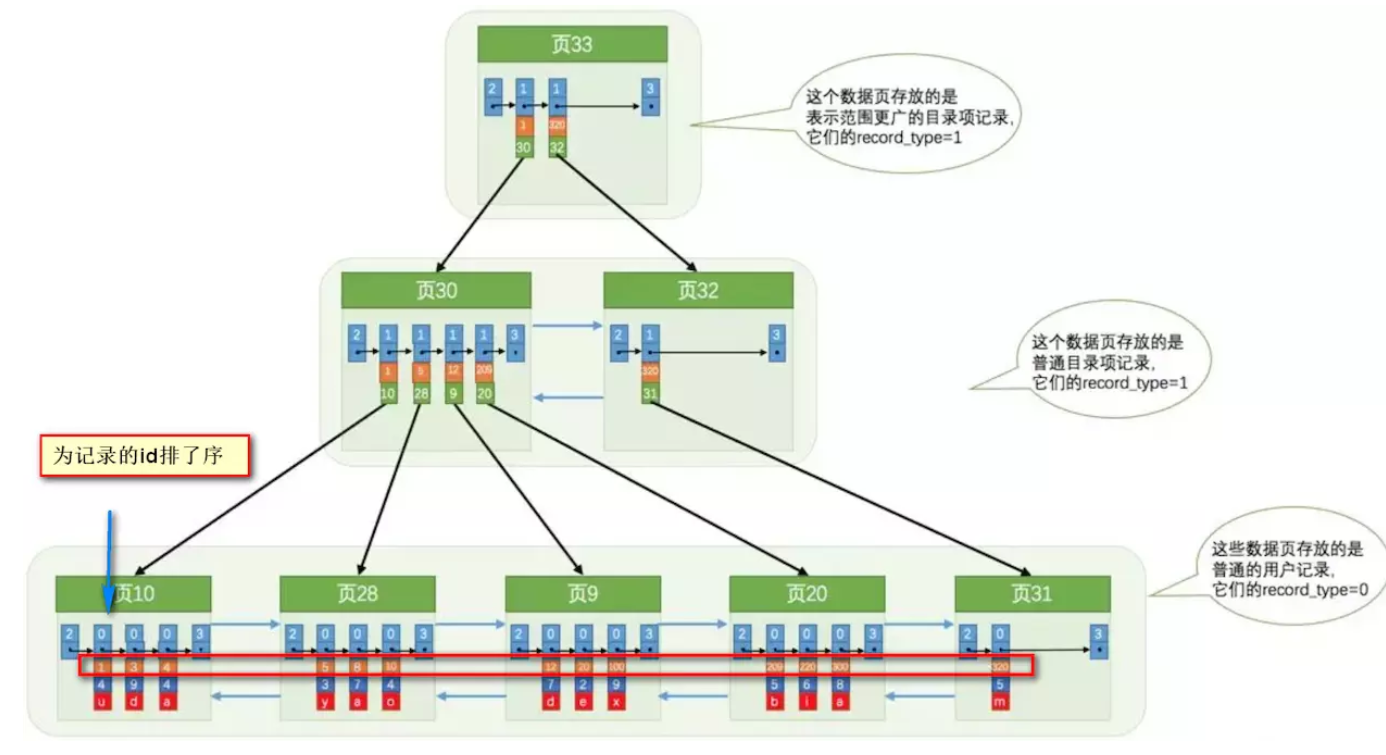 页33
2 1 1 3
1 320
30 32
这个数据页存放的是
表示范围更广的目录项记录,
它们的record_type=1
页30
2 1 1 1 1 3
1 5 12 209
10 28 9 20
页32
2 1 3
320
31
这个数据页存放的是
普通目录项记录,
它们的record_type=1
为记录的id排了序
页10
2 0 0 0 3
1 3 4
4 9 4
u d a
页28
2 0 0 0 3
5 8 10
3 7 4
y a o
页9
2 0 0 0 3
12 20 100
7 2 9
d e x
页20
2 0 0 0 3
209 220 300
5 6 8
b i a
页31
2 0 3
320
5
m
这些数据页存放的是
普通的用户记录,
它们的record_type=0